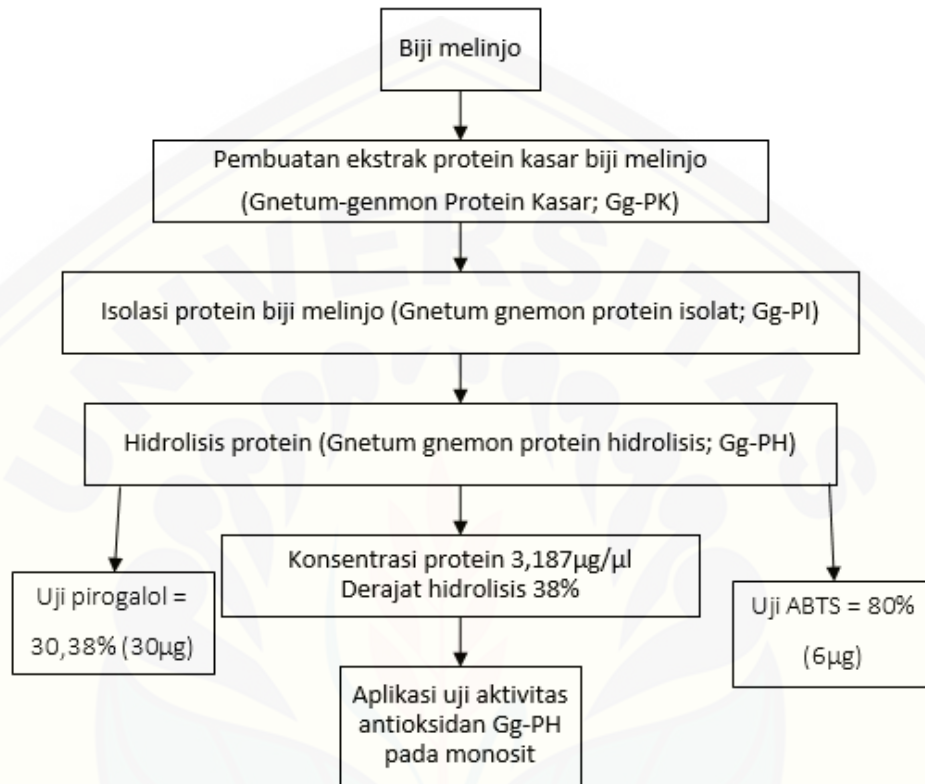 Biji melinjo
Pembuatan ekstrak protein kasar biji melinjo
(Gnetum-genmon Protein Kasar; Gg-PK)
Isolasi protein biji melinjo (Gnetum gnemon protein isolat; Gg-PI)
Hidrolisis protein (Gnetum gnemon protein hidrolisis; Gg-PH)
Uji pirogalol =
30,38% (30µg)
Konsentrasi protein 3,187µg/µl
Derajat hidrolisis 38%
Uji ABTS = 80%
(6µg)
Aplikasi uji aktivitas
antioksidan Gg-PH
pada monosit
UNIVERSITAS